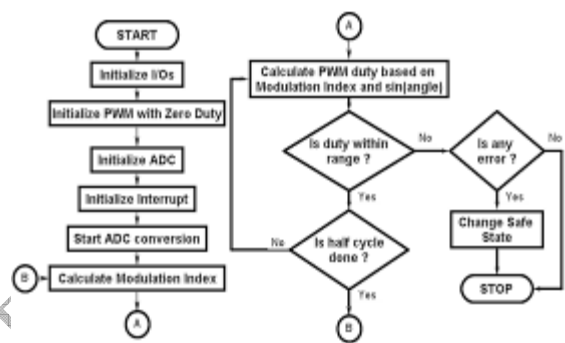 START
Initialize I/Os
Initialize PWM with Zero Duty
Initialize ADC
Initialize Interrupt
Start ADC conversion
B
Calculate Modulation Index
A
A
Calculate PWM duty based on
Modulation Index and sin(angle)
Is duty within
range ?
No
Yes
Is half cycle
done ?
No
Yes
B
Is any
error ?
No
Yes
Change Safe
State
STOP